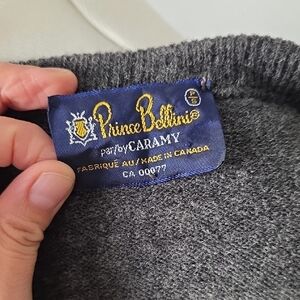 P
S
Prince Bellini®
par/by CARAMY
FABRIQUÉ AU/MADE IN CANADA
CA 00077